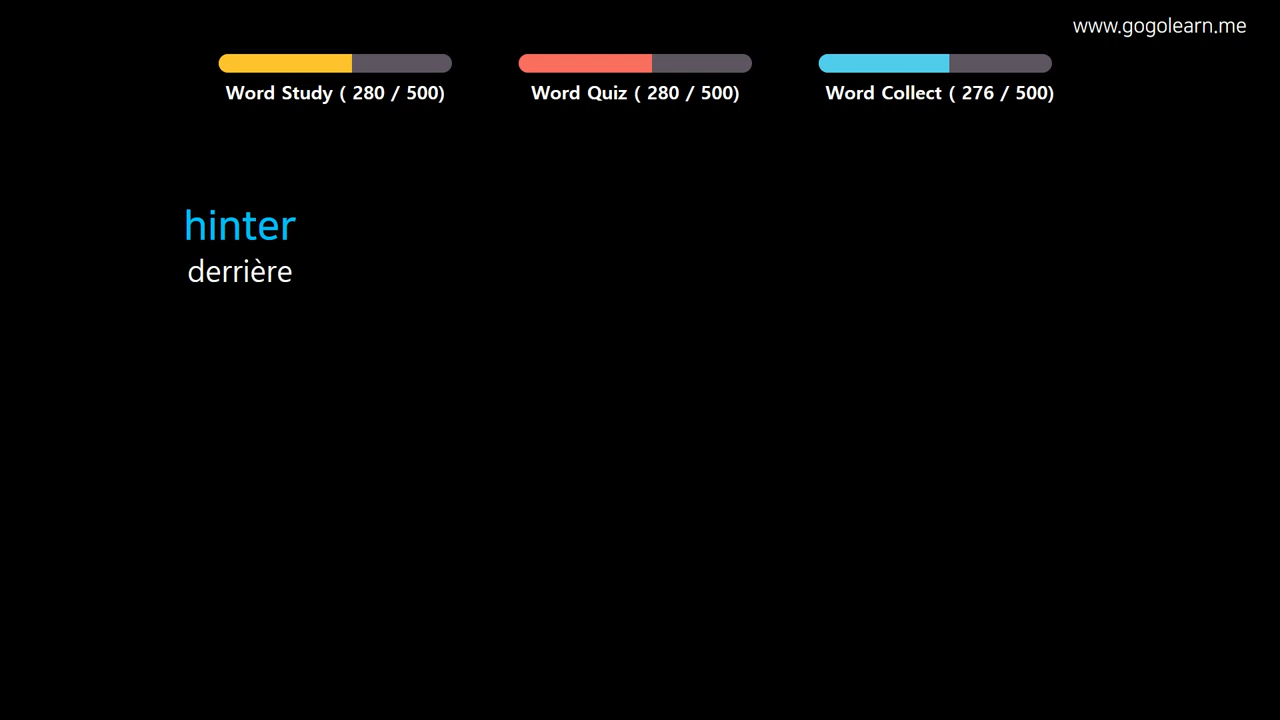 www.gogolearn.me
Word Study ( 280 / 500)
Word Quiz ( 280 / 500)
Word Collect ( 276 / 500)
hinter
derrière